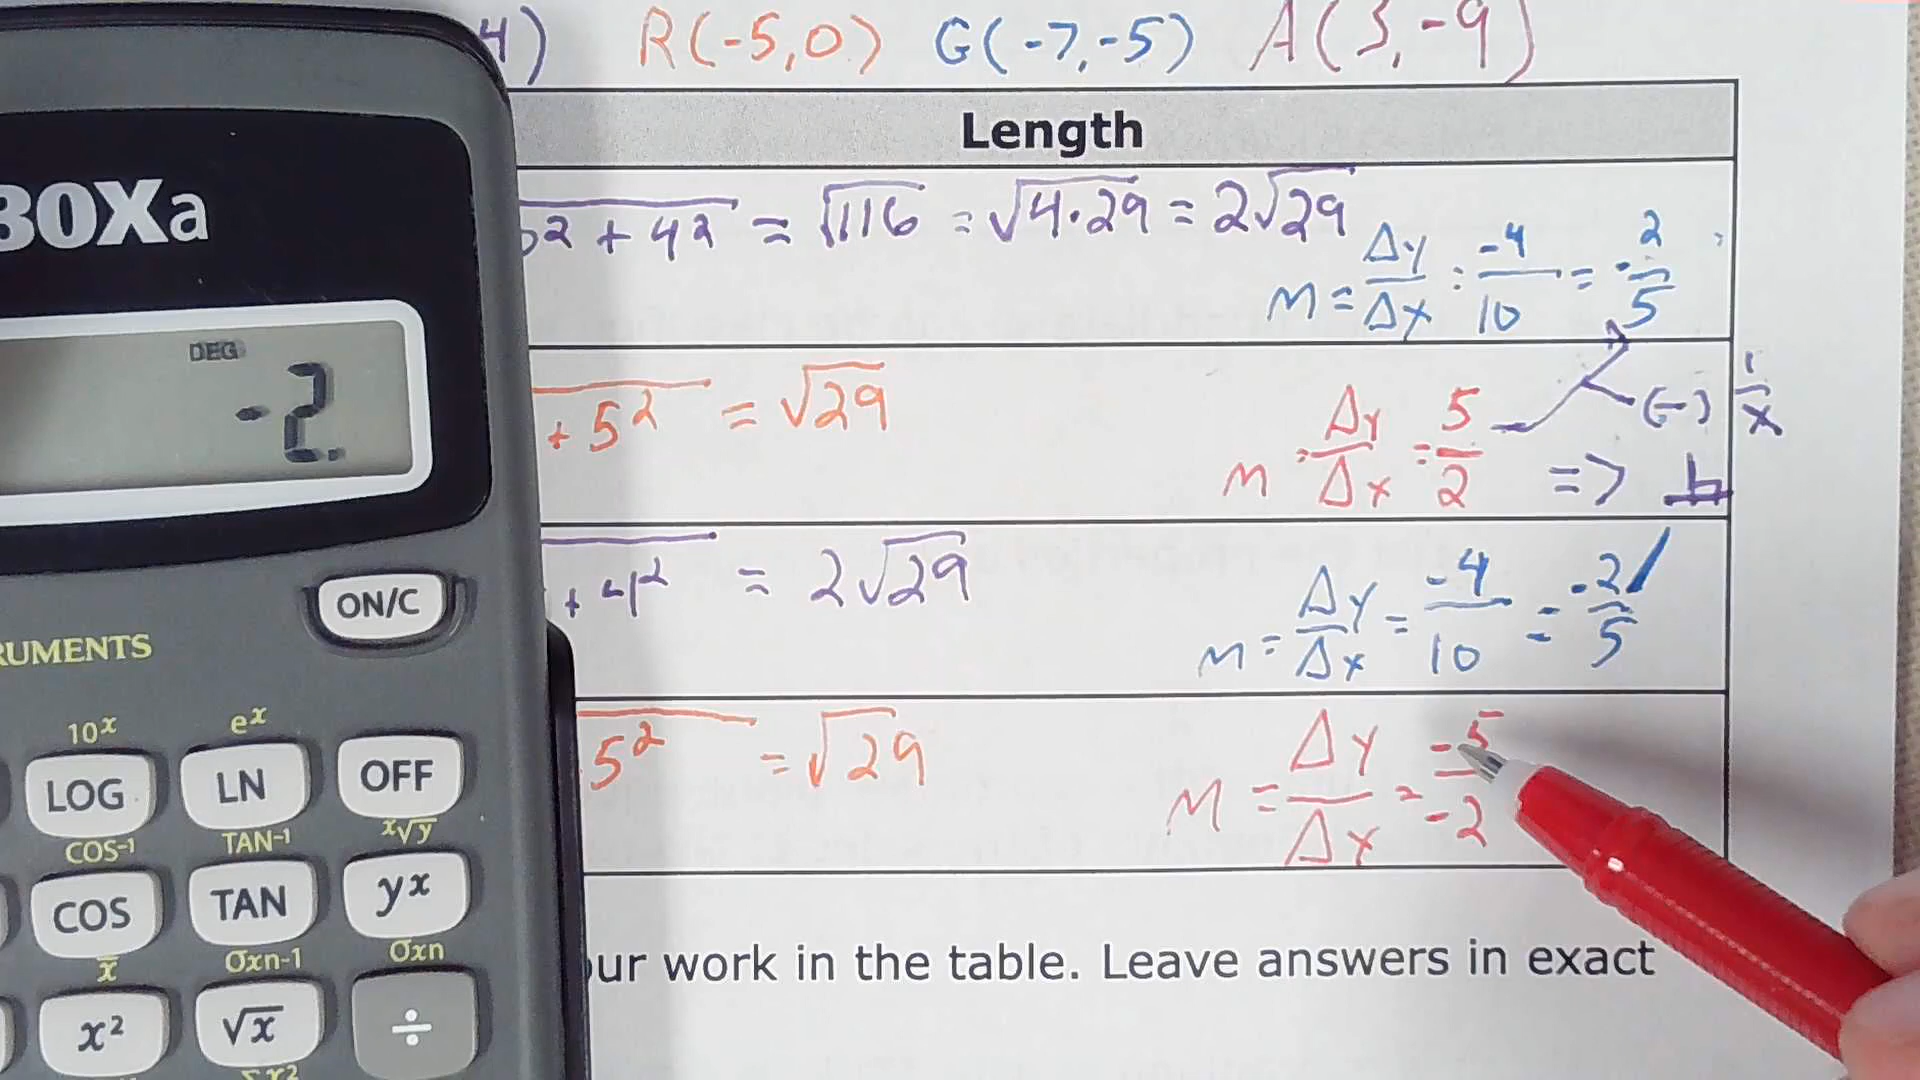 4) R(-5,0) G(-7,-5) A(3,-9)
Length
² + 4² = √116 = √4·29 = 2√29
m = Δy/Δx = -4/10 = -2/5
+ 5² = √29
m = Δy/Δx = 5/2 => ⊥
(-) 1/x
+ 4² = 2√29
m = Δy/Δx = -4/10 = -2/5
5² = √29
m = Δy/Δx = -5/-2
our work in the table. Leave answers in exact
30Xa
DEG
-2.
ON/C
RUMENTS
10ˣ eˣ
LOG LN OFF
COS⁻¹ TAN⁻¹ ˣ√y
COS TAN yˣ
x̄ σxn-1 σxn
x² √x ÷
Σx²